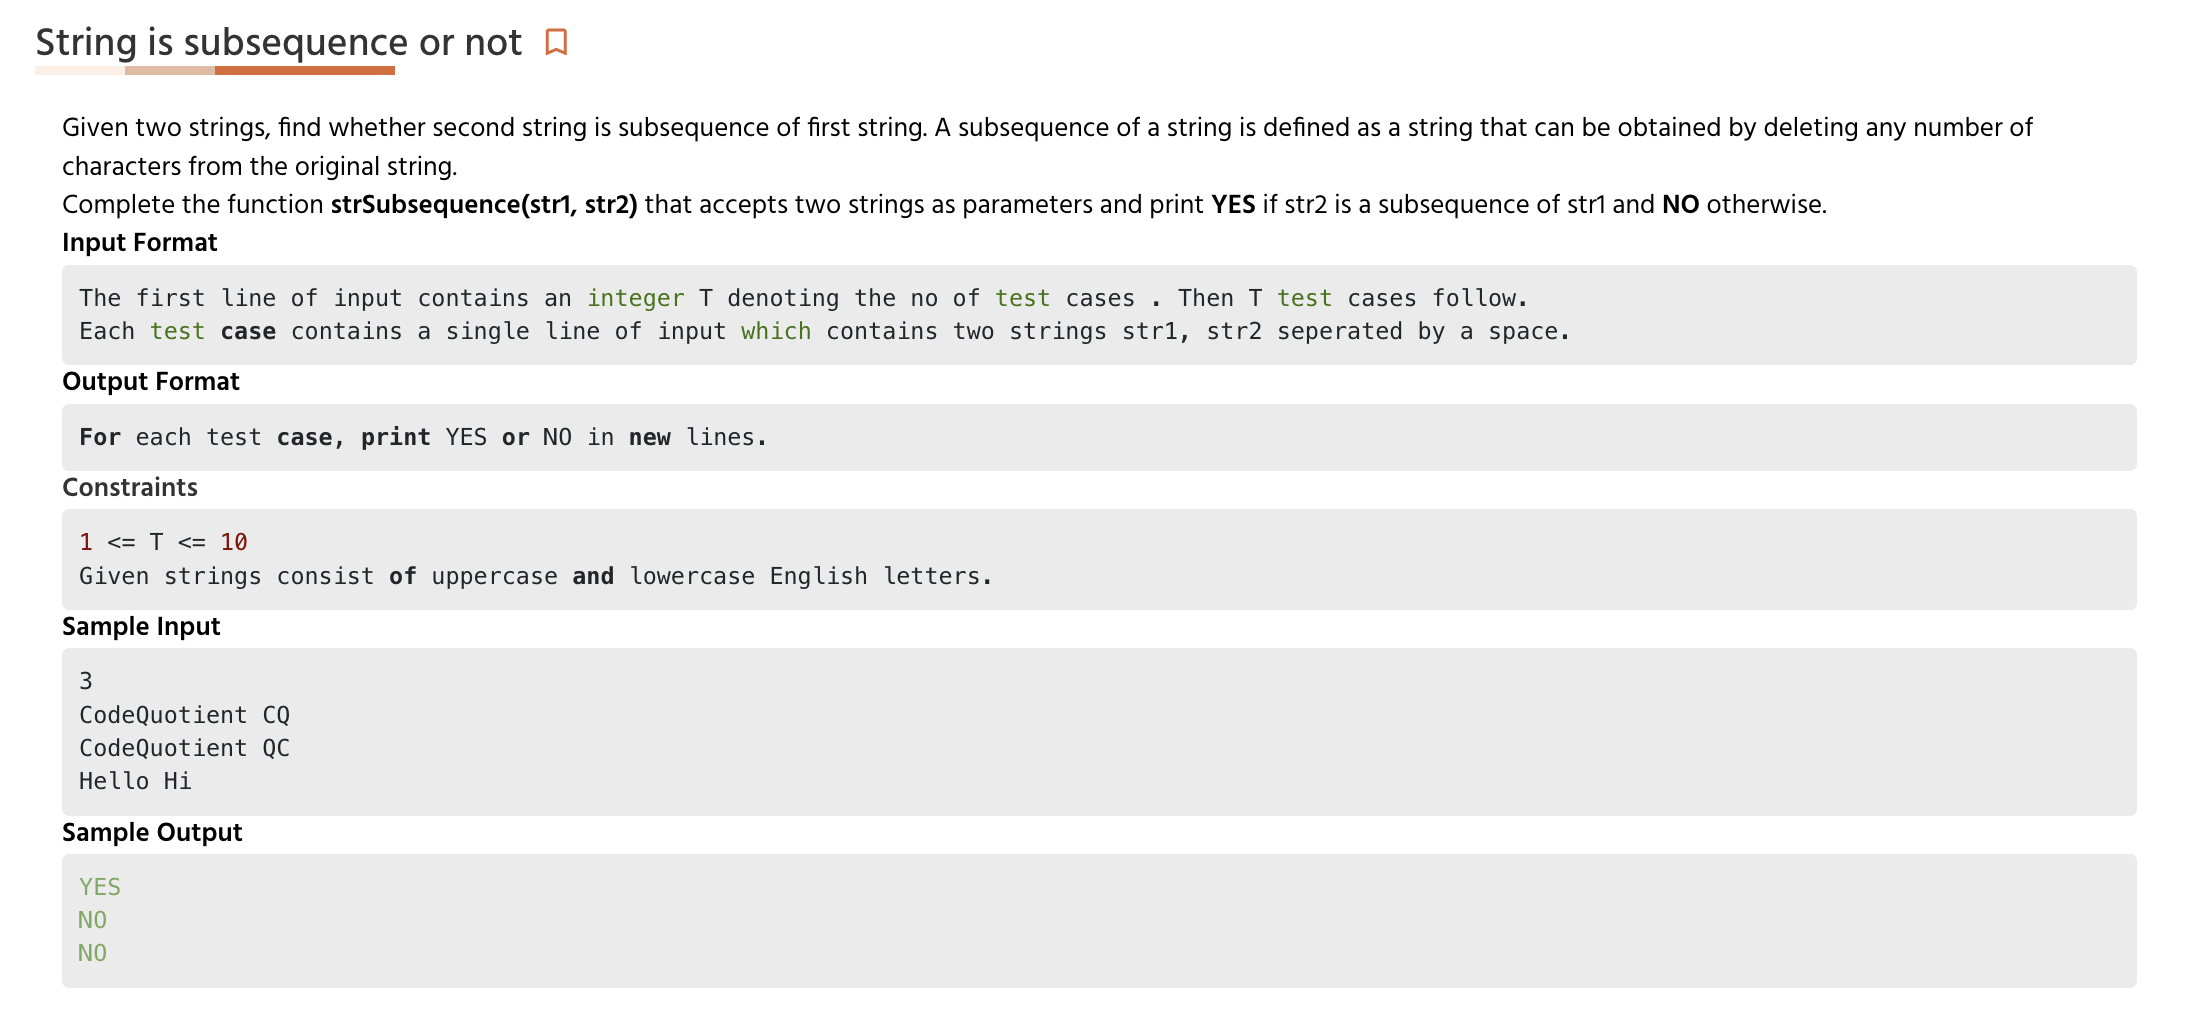 String is subsequence or not
Given two strings, find whether second string is subsequence of first string. A subsequence of a string is defined as a string that can be obtained by deleting any number of
characters from the original string.
Complete the function strSubsequence(str1, str2) that accepts two strings as parameters and print YES if str2 is a subsequence of str1 and NO otherwise.
Input Format
The first line of input contains an integer T denoting the no of test cases . Then T test cases follow.
Each test case contains a single line of input which contains two strings str1, str2 seperated by a space.
Output Format
For each test case, print YES or NO in new lines.
Constraints
1 <= T <= 10
Given strings consist of uppercase and lowercase English letters.
Sample Input
3
CodeQuotient CQ
CodeQuotient QC
Hello Hi
Sample Output
YES
NO
NO